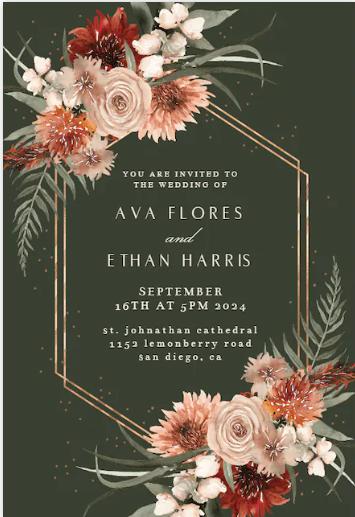 YOU ARE INVITED TO
THE WEDDING OF
AVA FLORES
and
ETHAN HARRIS
SEPTEMBER
16TH AT 5PM 2024
st. johnathan cathedral
1152 lemonberry road
san diego, ca